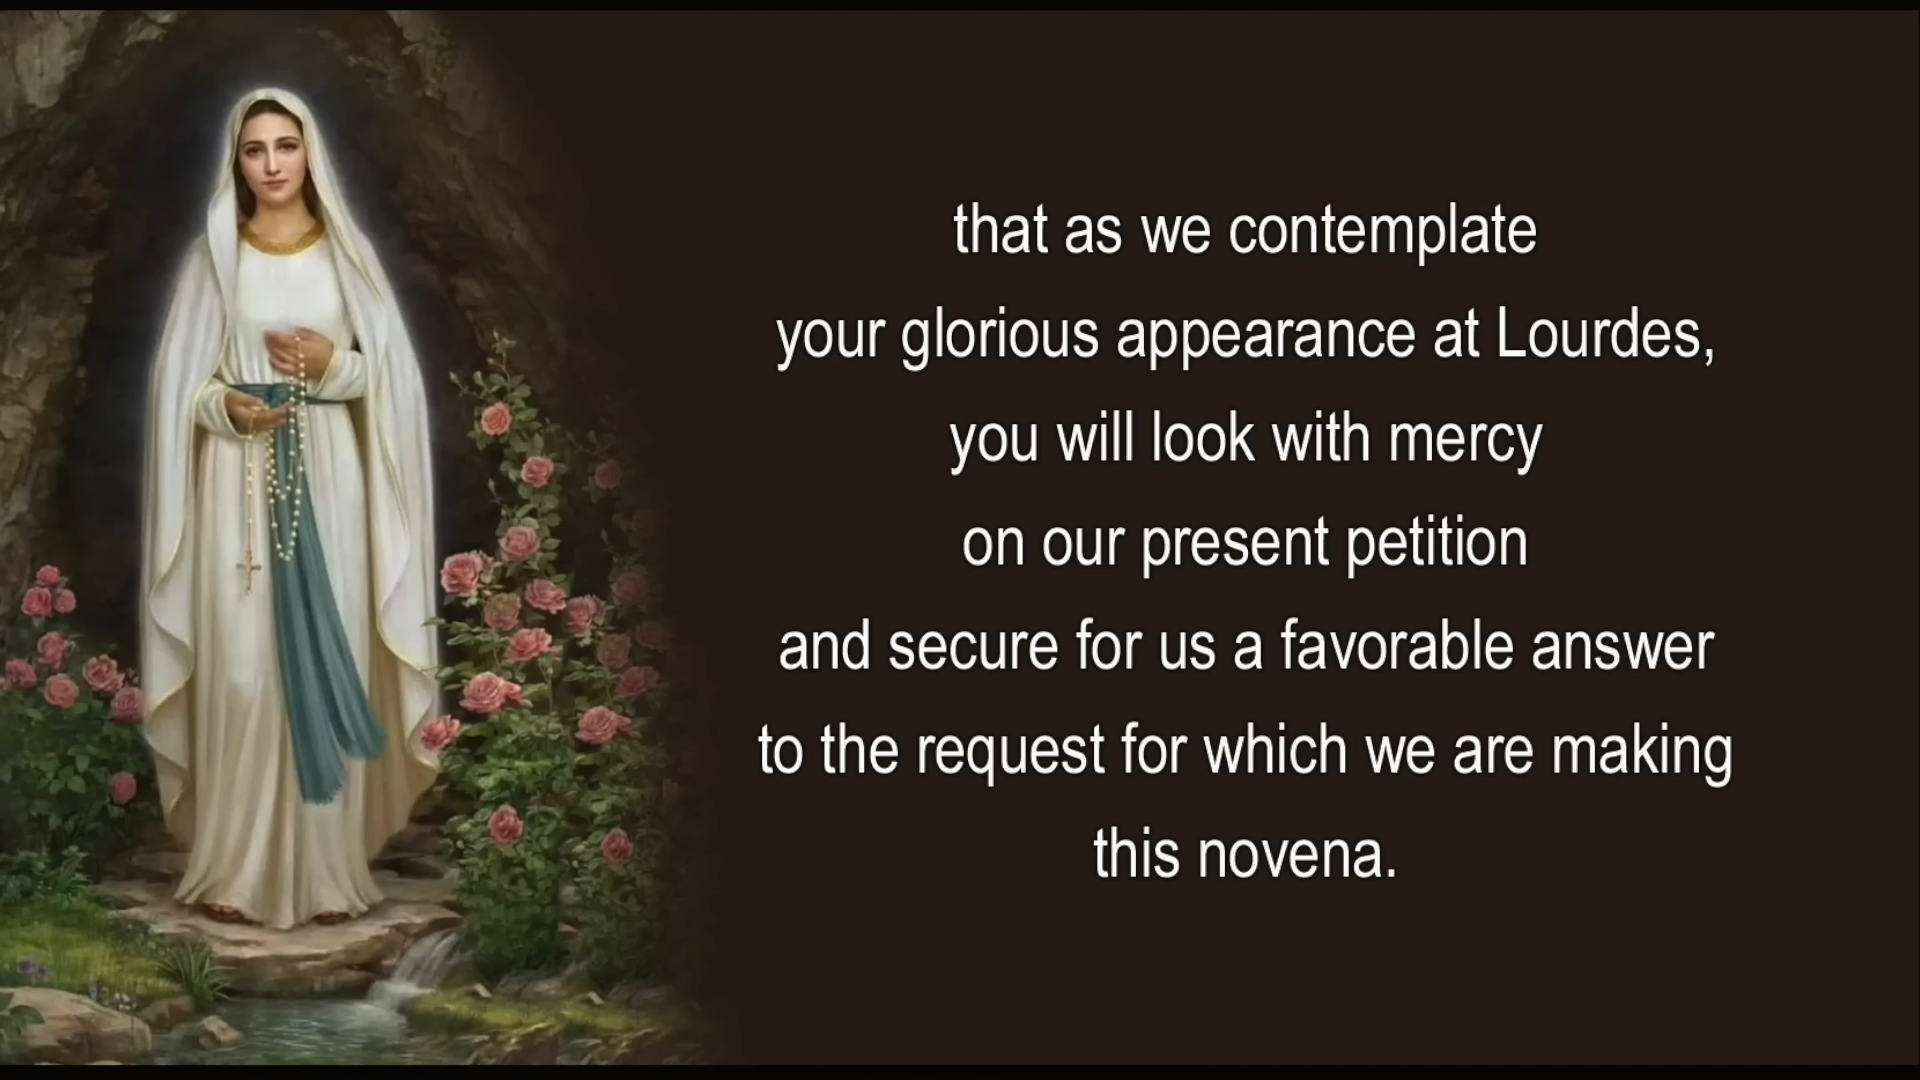 that as we contemplate
your glorious appearance at Lourdes,
you will look with mercy
on our present petition
and secure for us a favorable answer
to the request for which we are making
this novena.